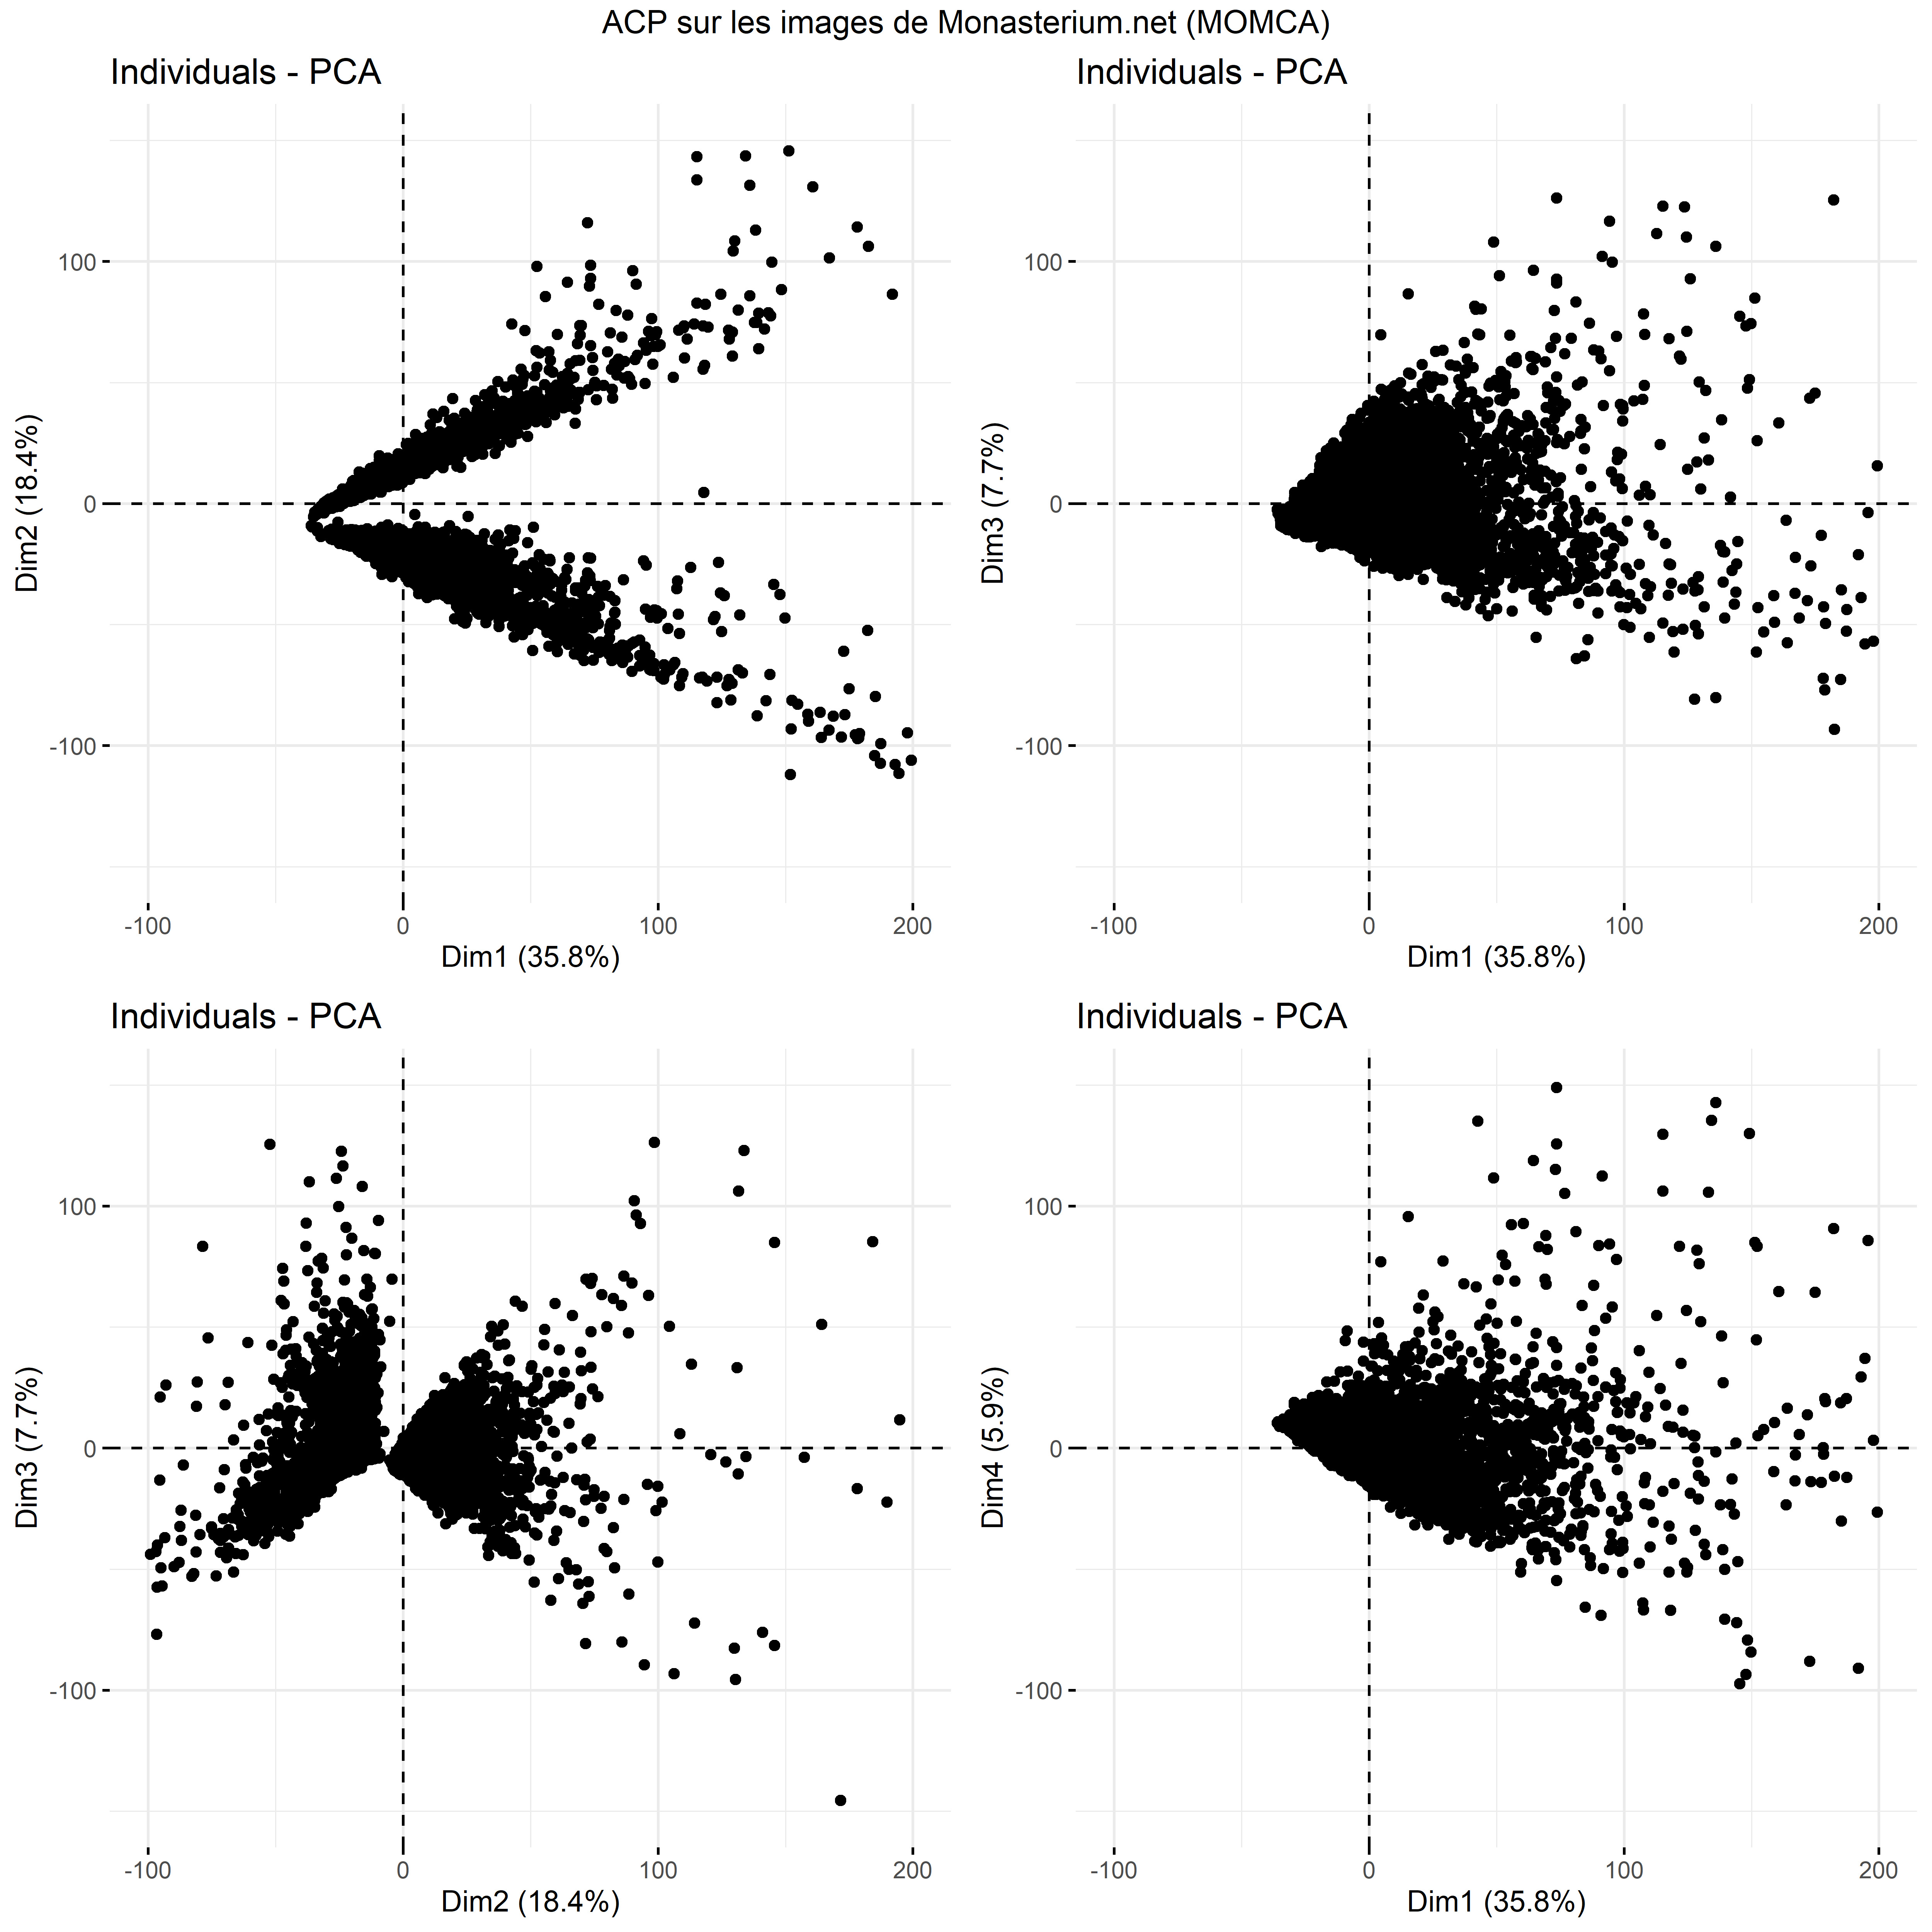 ACP sur les images de Monasterium.net (MOMCA)
Individuals - PCA
100
0
-100
Dim2 (18.4%)
-100 0 100 200
Dim1 (35.8%)
Individuals - PCA
100
0
-100
Dim3 (7.7%)
-100 0 100 200
Dim1 (35.8%)
Individuals - PCA
100
0
-100
Dim3 (7.7%)
-100 0 100 200
Dim2 (18.4%)
Individuals - PCA
100
0
-100
Dim4 (5.9%)
-100 0 100 200
Dim1 (35.8%)